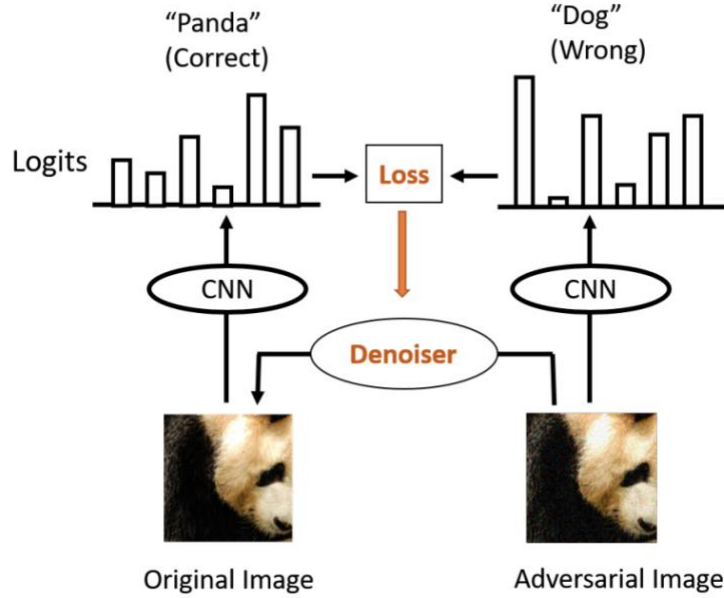 “Panda”
(Correct)
“Dog”
(Wrong)
Logits
Loss
CNN
CNN
Denoiser
Original Image
Adversarial Image